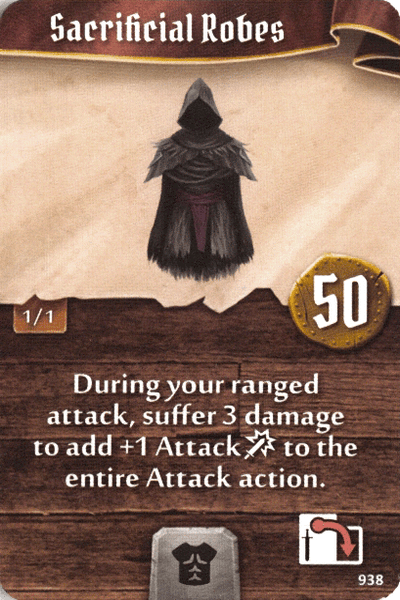 Sacrificial Robes
50
1/1
During your ranged
attack, suffer 3 damage
to add +1 Attack to the
entire Attack action.
938